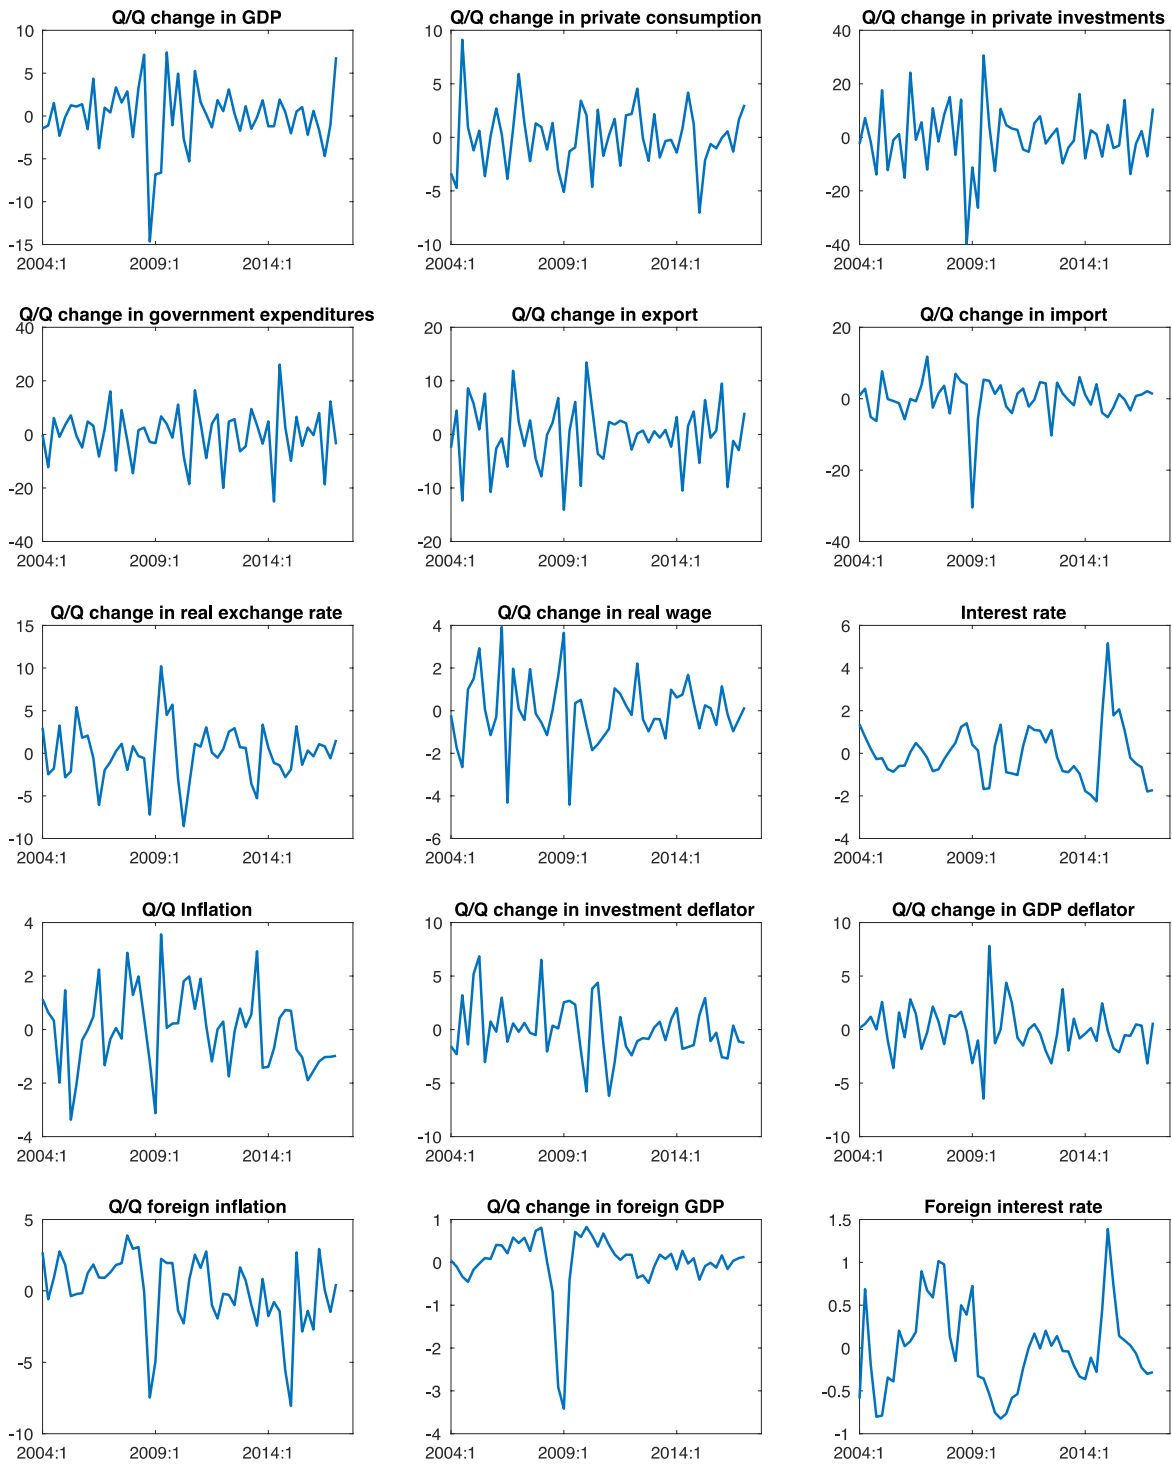 Q/Q change in GDP
10
5
0
-5
-10
-15
2004:1 2009:1 2014:1
Q/Q change in private consumption
10
5
0
-5
-10
2004:1 2009:1 2014:1
Q/Q change in private investments
40
20
0
-20
-40
2004:1 2009:1 2014:1
Q/Q change in government expenditures
40
20
0
-20
-40
2004:1 2009:1 2014:1
Q/Q change in export
20
10
0
-10
-20
2004:1 2009:1 2014:1
Q/Q change in import
20
0
-20
-40
2004:1 2009:1 2014:1
Q/Q change in real exchange rate
15
10
5
0
-5
-10
2004:1 2009:1 2014:1
Q/Q change in real wage
4
2
0
-2
-4
-6
2004:1 2009:1 2014:1
Interest rate
6
4
2
0
-2
-4
2004:1 2009:1 2014:1
Q/Q Inflation
4
2
0
-2
-4
2004:1 2009:1 2014:1
Q/Q change in investment deflator
10
5
0
-5
-10
2004:1 2009:1 2014:1
Q/Q change in GDP deflator
10
5
0
-5
-10
2004:1 2009:1 2014:1
Q/Q foreign inflation
5
0
-5
-10
2004:1 2009:1 2014:1
Q/Q change in foreign GDP
1
0
-1
-2
-3
-4
2004:1 2009:1 2014:1
Foreign interest rate
1.5
1
0.5
0
-0.5
-1
2004:1 2009:1 2014:1